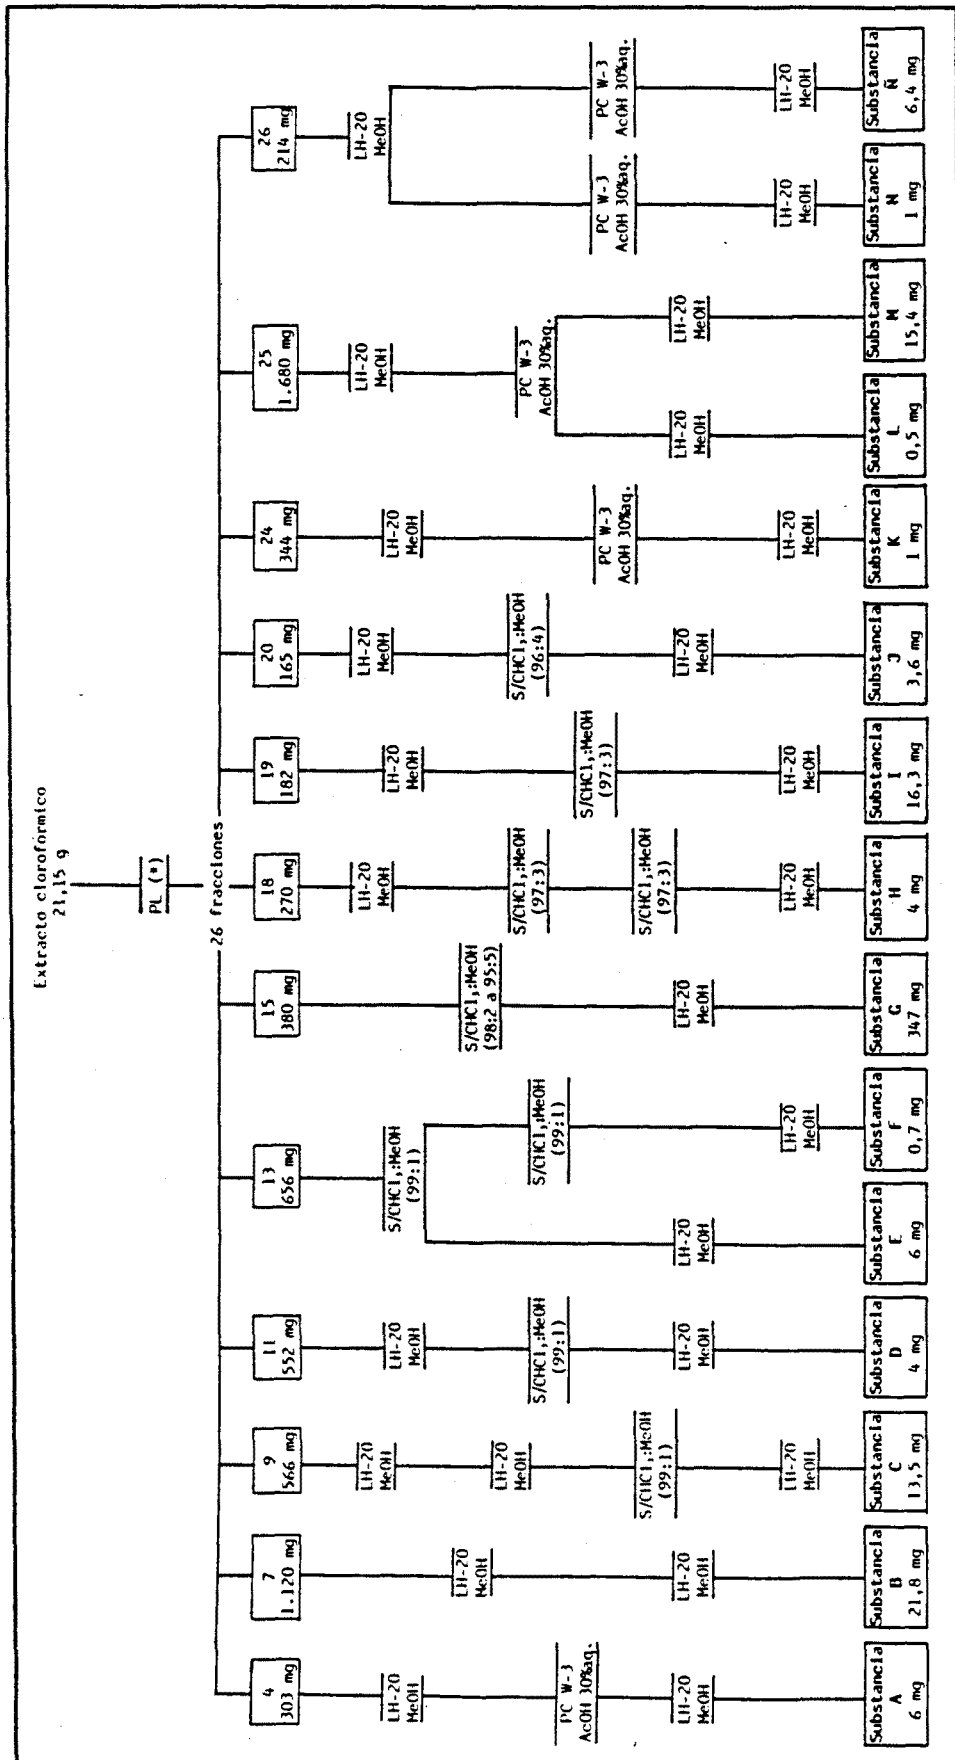 Extracto clorofórmico
21,15 g
PL (*)
26 fracciones
4
303 mg
LH-20
MeOH
PC W-3
AcOH 30%aq.
LH-20
MeOH
Substancia
A
6 mg
7
1.120 mg
LH-20
MeOH
LH-20
MeOH
Substancia
B
21,8 mg
9
566 mg
LH-20
MeOH
LH-20
MeOH
S/CHCl,:MeOH
(99:1)
LH-20
MeOH
Substancia
C
13,5 mg
11
552 mg
LH-20
MeOH
S/CHCl,:MeOH
(99:1)
LH-20
MeOH
Substancia
D
4 mg
13
656 mg
S/CHCl,:MeOH
(99:1)
LH-20
MeOH
Substancia
E
6 mg
S/CHCl,:MeOH
(99:1)
LH-20
MeOH
Substancia
F
0,7 mg
15
380 mg
S/CHCl,:MeOH
(98:2 a 95:5)
LH-20
MeOH
Substancia
G
347 mg
18
270 mg
LH-20
MeOH
S/CHCl,:MeOH
(97:3)
S/CHCl,:MeOH
(97:3)
LH-20
MeOH
Substancia
H
4 mg
19
182 mg
LH-20
MeOH
S/CHCl,:MeOH
(97:3)
LH-20
MeOH
Substancia
I
16,3 mg
20
165 mg
LH-20
MeOH
S/CHCl,:MeOH
(96:4)
LH-20
MeOH
Substancia
J
3,6 mg
24
344 mg
LH-20
MeOH
PC W-3
AcOH 30%aq.
LH-20
MeOH
Substancia
K
1 mg
25
1.680 mg
LH-20
MeOH
PC W-3
AcOH 30%aq.
LH-20
MeOH
Substancia
L
0,5 mg
LH-20
MeOH
Substancia
M
15,4 mg
26
214 mg
LH-20
MeOH
PC W-3
AcOH 30%aq.
LH-20
MeOH
Substancia
N
1 mg
PC W-3
AcOH 30%aq.
LH-20
MeOH
Substancia
Ñ
6,4 mg